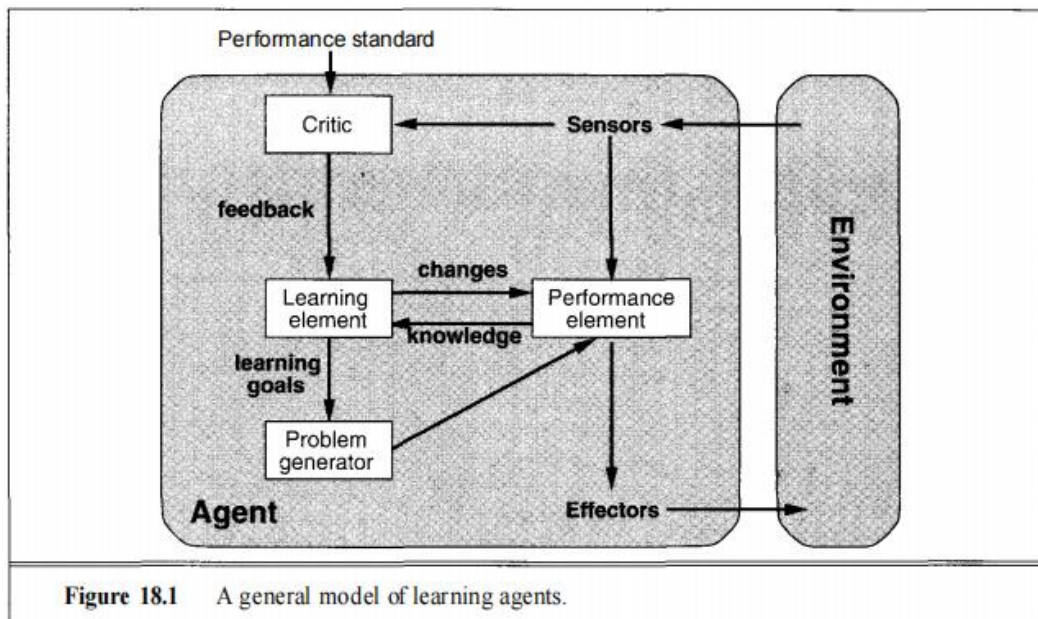 Performance standard
Critic
Sensors
feedback
changes
Learning
element
Performance
element
knowledge
learning
goals
Problem
generator
Agent
Effectors
Environment
Figure 18.1 A general model of learning agents.